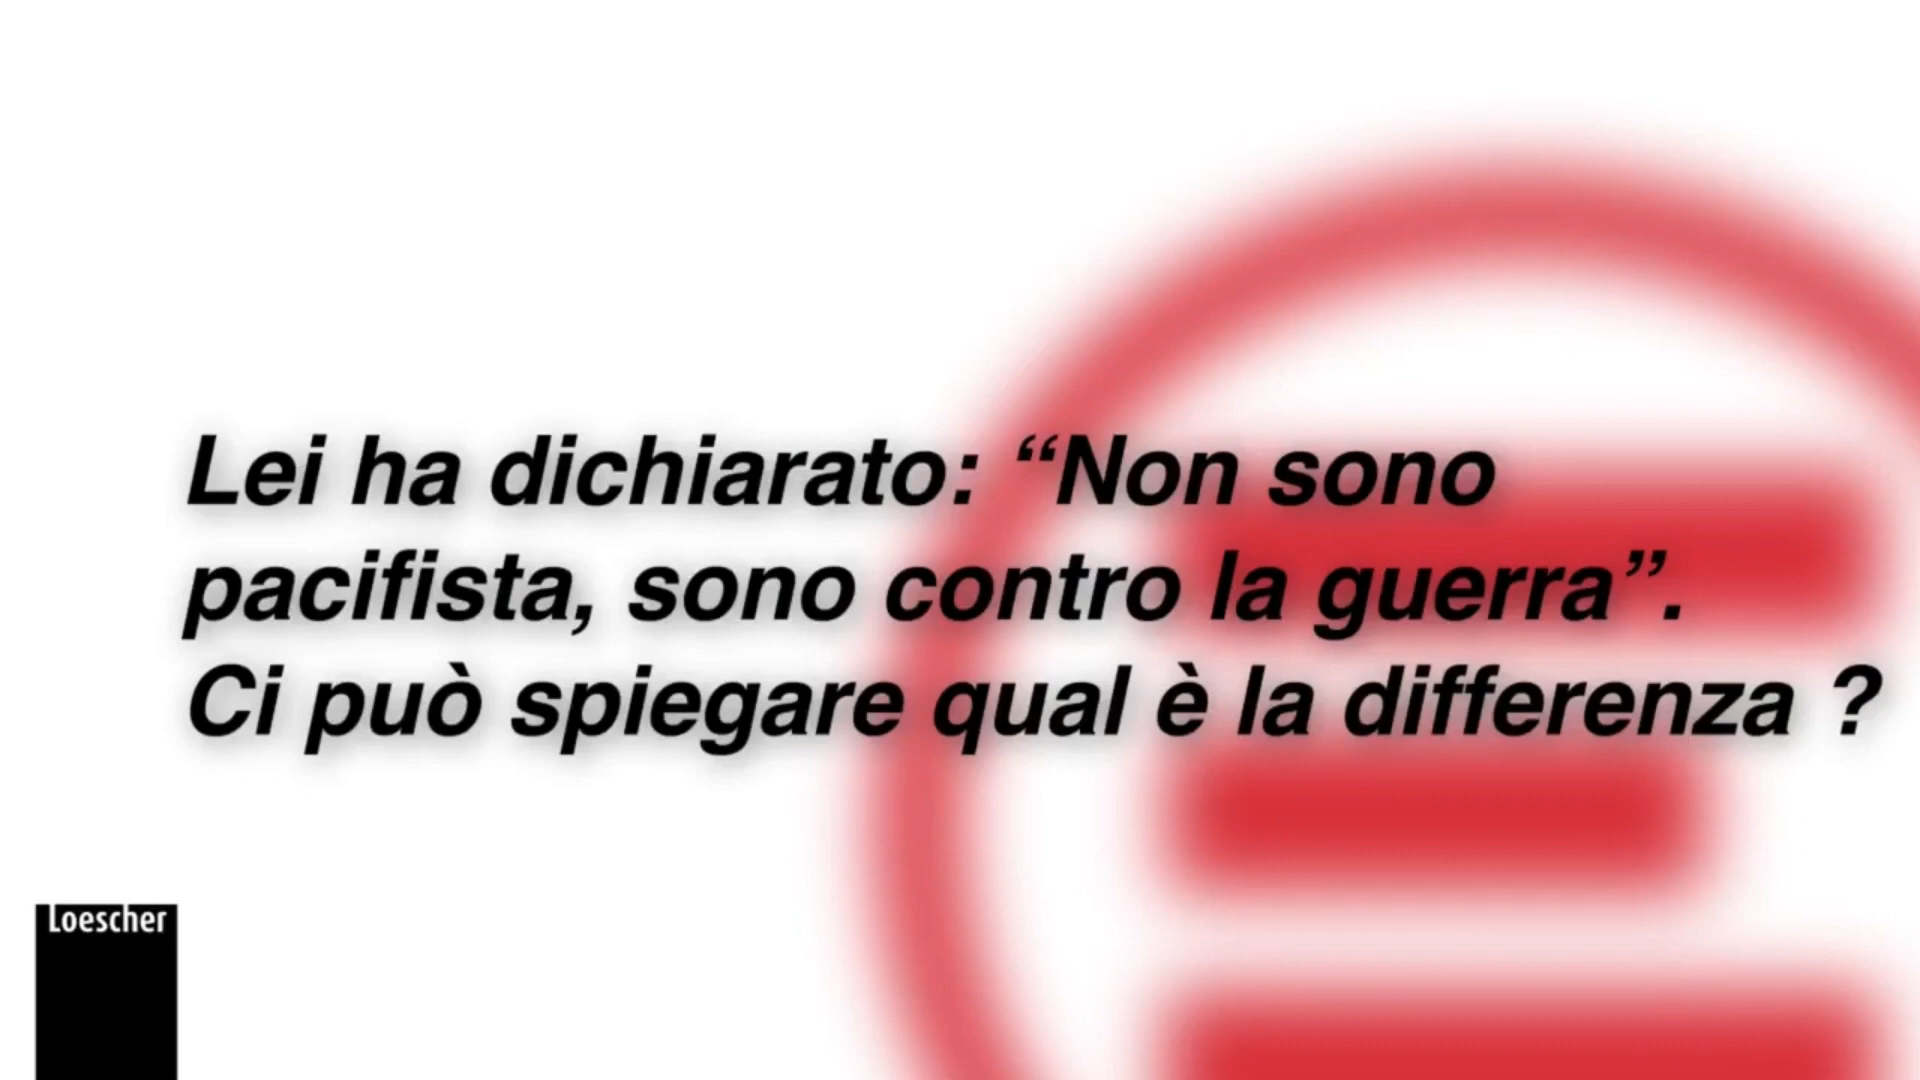 Lei ha dichiarato: “Non sono
pacifista, sono contro la guerra”.
Ci può spiegare qual è la differenza ?
Loescher